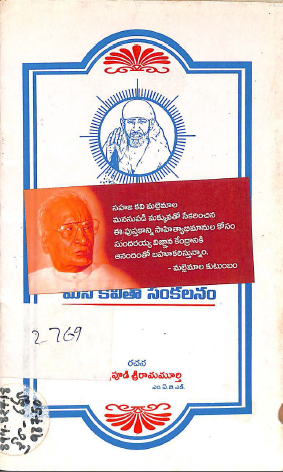 సహజ కవి మల్లెమాల
మనసుపడి మక్కువతో సేకరించిన
ఈ పుస్తకాన్ని సాహిత్యాభిమానుల కోసం
సుందరయ్య విజ్ఞాన కేంద్రానికి
ఆనందంతో బహూకరిస్తున్నాం.
- మల్లెమాల కుటుంబం
మినీ కవితా సంకలనం
2769
రచన
పూడి శ్రీరామమూర్తి
ఎం.ఏ.బి.ఎడ్.